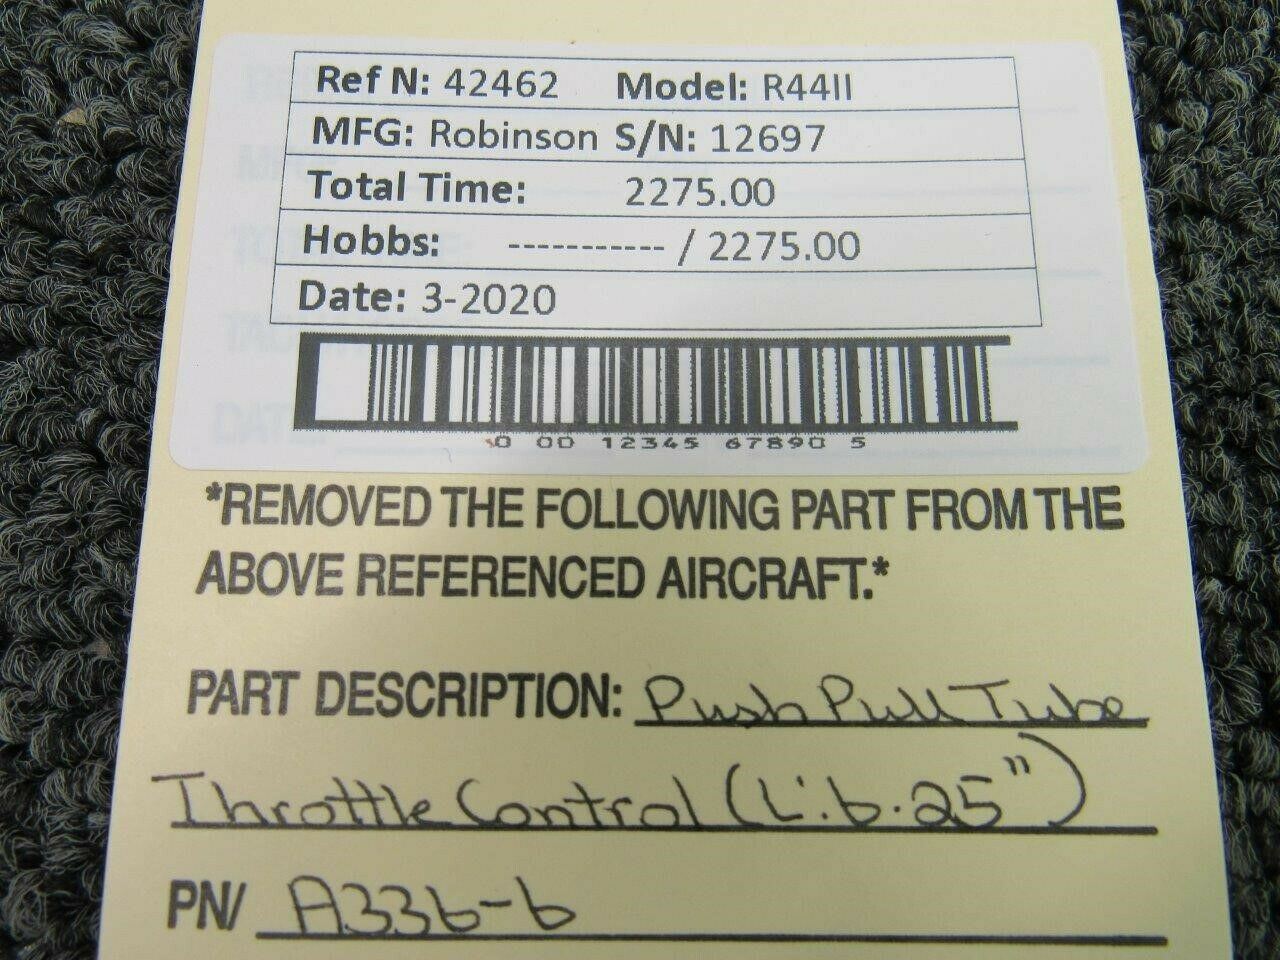 Ref N: 42462 Model: R44II
MFG: Robinson S/N: 12697
Total Time: 2275.00
Hobbs: ----------- / 2275.00
Date: 3-2020
0 00 12345 67890 5
*REMOVED THE FOLLOWING PART FROM THE
ABOVE REFERENCED AIRCRAFT.*
PART DESCRIPTION: Push Pull Tube
Throttle Control (L:6.25")
PN/ A336-6